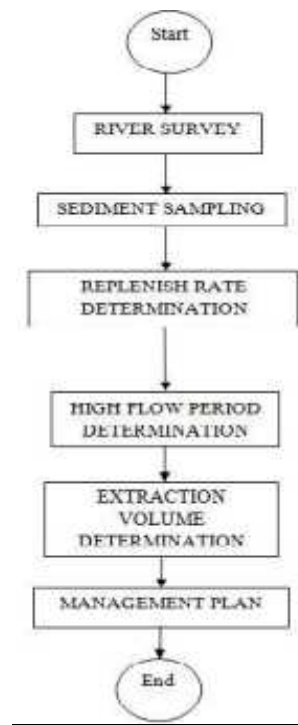 Start
RIVER SURVEY
SEDIMENT SAMPLING
REPLENISH RATE
DETERMINATION
HIGH FLOW PERIOD
DETERMINATION
EXTRACTION
VOLUME
DETERMINATION
MANAGEMENT PLAN
End